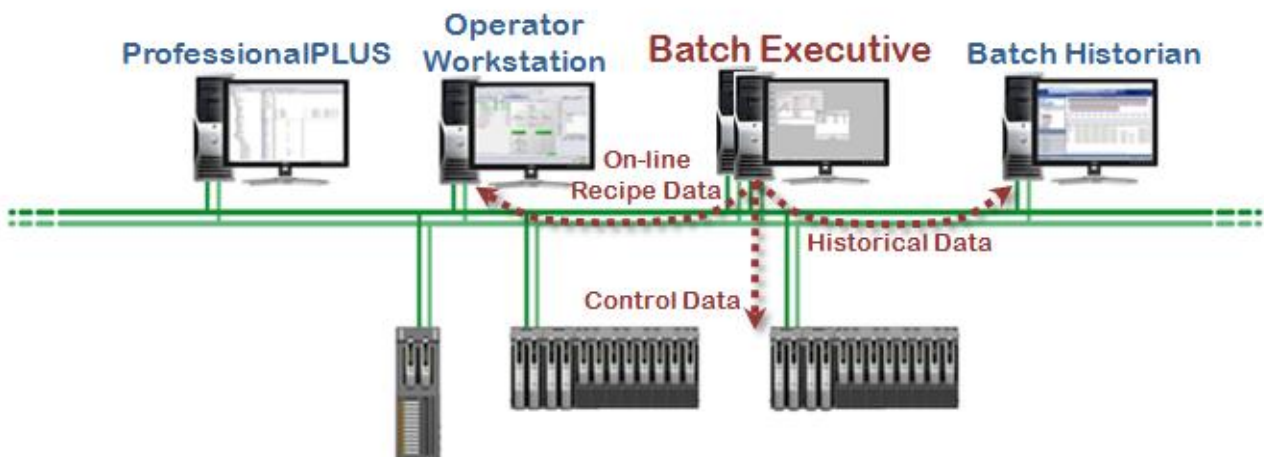 ProfessionalPLUS
Operator
Workstation
Batch Executive
Batch Historian
On-line
Recipe Data
Historical Data
Control Data